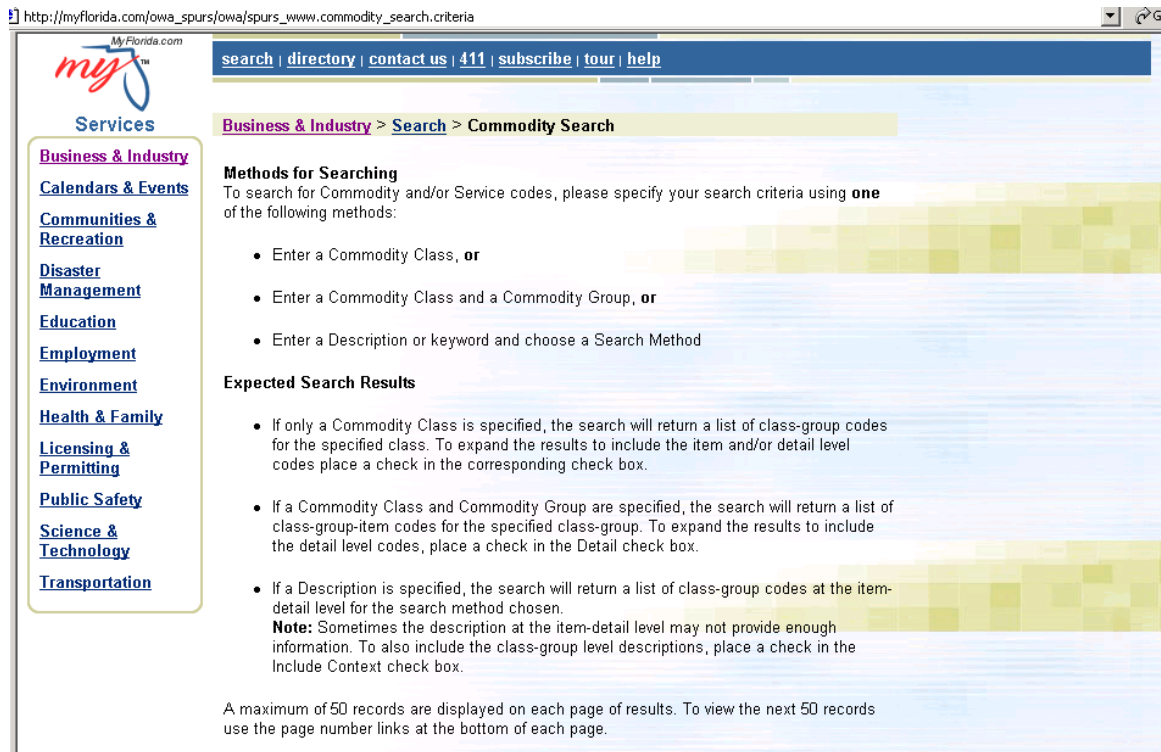 http://myflorida.com/owa_spurs/owa/spurs_www.commodity_search.criteria
MyFlorida.com
my
TM
search | directory | contact us | 411 | subscribe | tour | help
Services
Business & Industry
Calendars & Events
Communities &
Recreation
Disaster
Management
Education
Employment
Environment
Health & Family
Licensing &
Permitting
Public Safety
Science &
Technology
Transportation
Business & Industry > Search > Commodity Search
Methods for Searching
To search for Commodity and/or Service codes, please specify your search criteria using one
of the following methods:
• Enter a Commodity Class, or
• Enter a Commodity Class and a Commodity Group, or
• Enter a Description or keyword and choose a Search Method
Expected Search Results
• If only a Commodity Class is specified, the search will return a list of class-group codes
for the specified class. To expand the results to include the item and/or detail level
codes place a check in the corresponding check box.
• If a Commodity Class and Commodity Group are specified, the search will return a list of
class-group-item codes for the specified class-group. To expand the results to include
the detail level codes, place a check in the Detail check box.
• If a Description is specified, the search will return a list of class-group codes at the item-
detail level for the search method chosen.
Note: Sometimes the description at the item-detail level may not provide enough
information. To also include the class-group level descriptions, place a check in the
Include Context check box.
A maximum of 50 records are displayed on each page of results. To view the next 50 records
use the page number links at the bottom of each page.